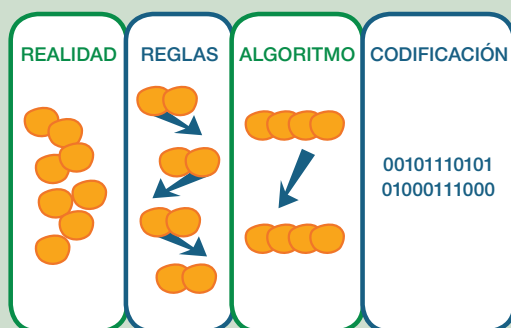 REALIDAD
REGLAS
ALGORITMO
CODIFICACIÓN
00101110101
01000111000